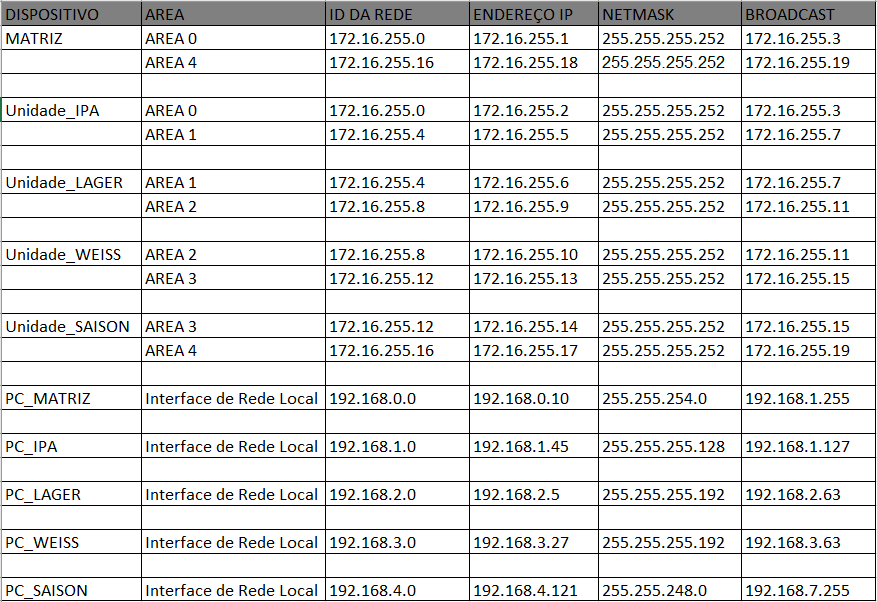 DISPOSITIVO AREA ID DA REDE ENDEREÇO IP NETMASK BROADCAST
MATRIZ AREA 0 172.16.255.0 172.16.255.1 255.255.255.252 172.16.255.3
AREA 4 172.16.255.16 172.16.255.18 255.255.255.252 172.16.255.19
Unidade_IPA AREA 0 172.16.255.0 172.16.255.2 255.255.255.252 172.16.255.3
AREA 1 172.16.255.4 172.16.255.5 255.255.255.252 172.16.255.7
Unidade_LAGER AREA 1 172.16.255.4 172.16.255.6 255.255.255.252 172.16.255.7
AREA 2 172.16.255.8 172.16.255.9 255.255.255.252 172.16.255.11
Unidade_WEISS AREA 2 172.16.255.8 172.16.255.10 255.255.255.252 172.16.255.11
AREA 3 172.16.255.12 172.16.255.13 255.255.255.252 172.16.255.15
Unidade_SAISON AREA 3 172.16.255.12 172.16.255.14 255.255.255.252 172.16.255.15
AREA 4 172.16.255.16 172.16.255.17 255.255.255.252 172.16.255.19
PC_MATRIZ Interface de Rede Local 192.168.0.0 192.168.0.10 255.255.254.0 192.168.1.255
PC_IPA Interface de Rede Local 192.168.1.0 192.168.1.45 255.255.255.128 192.168.1.127
PC_LAGER Interface de Rede Local 192.168.2.0 192.168.2.5 255.255.255.192 192.168.2.63
PC_WEISS Interface de Rede Local 192.168.3.0 192.168.3.27 255.255.255.192 192.168.3.63
PC_SAISON Interface de Rede Local 192.168.4.0 192.168.4.121 255.255.248.0 192.168.7.255